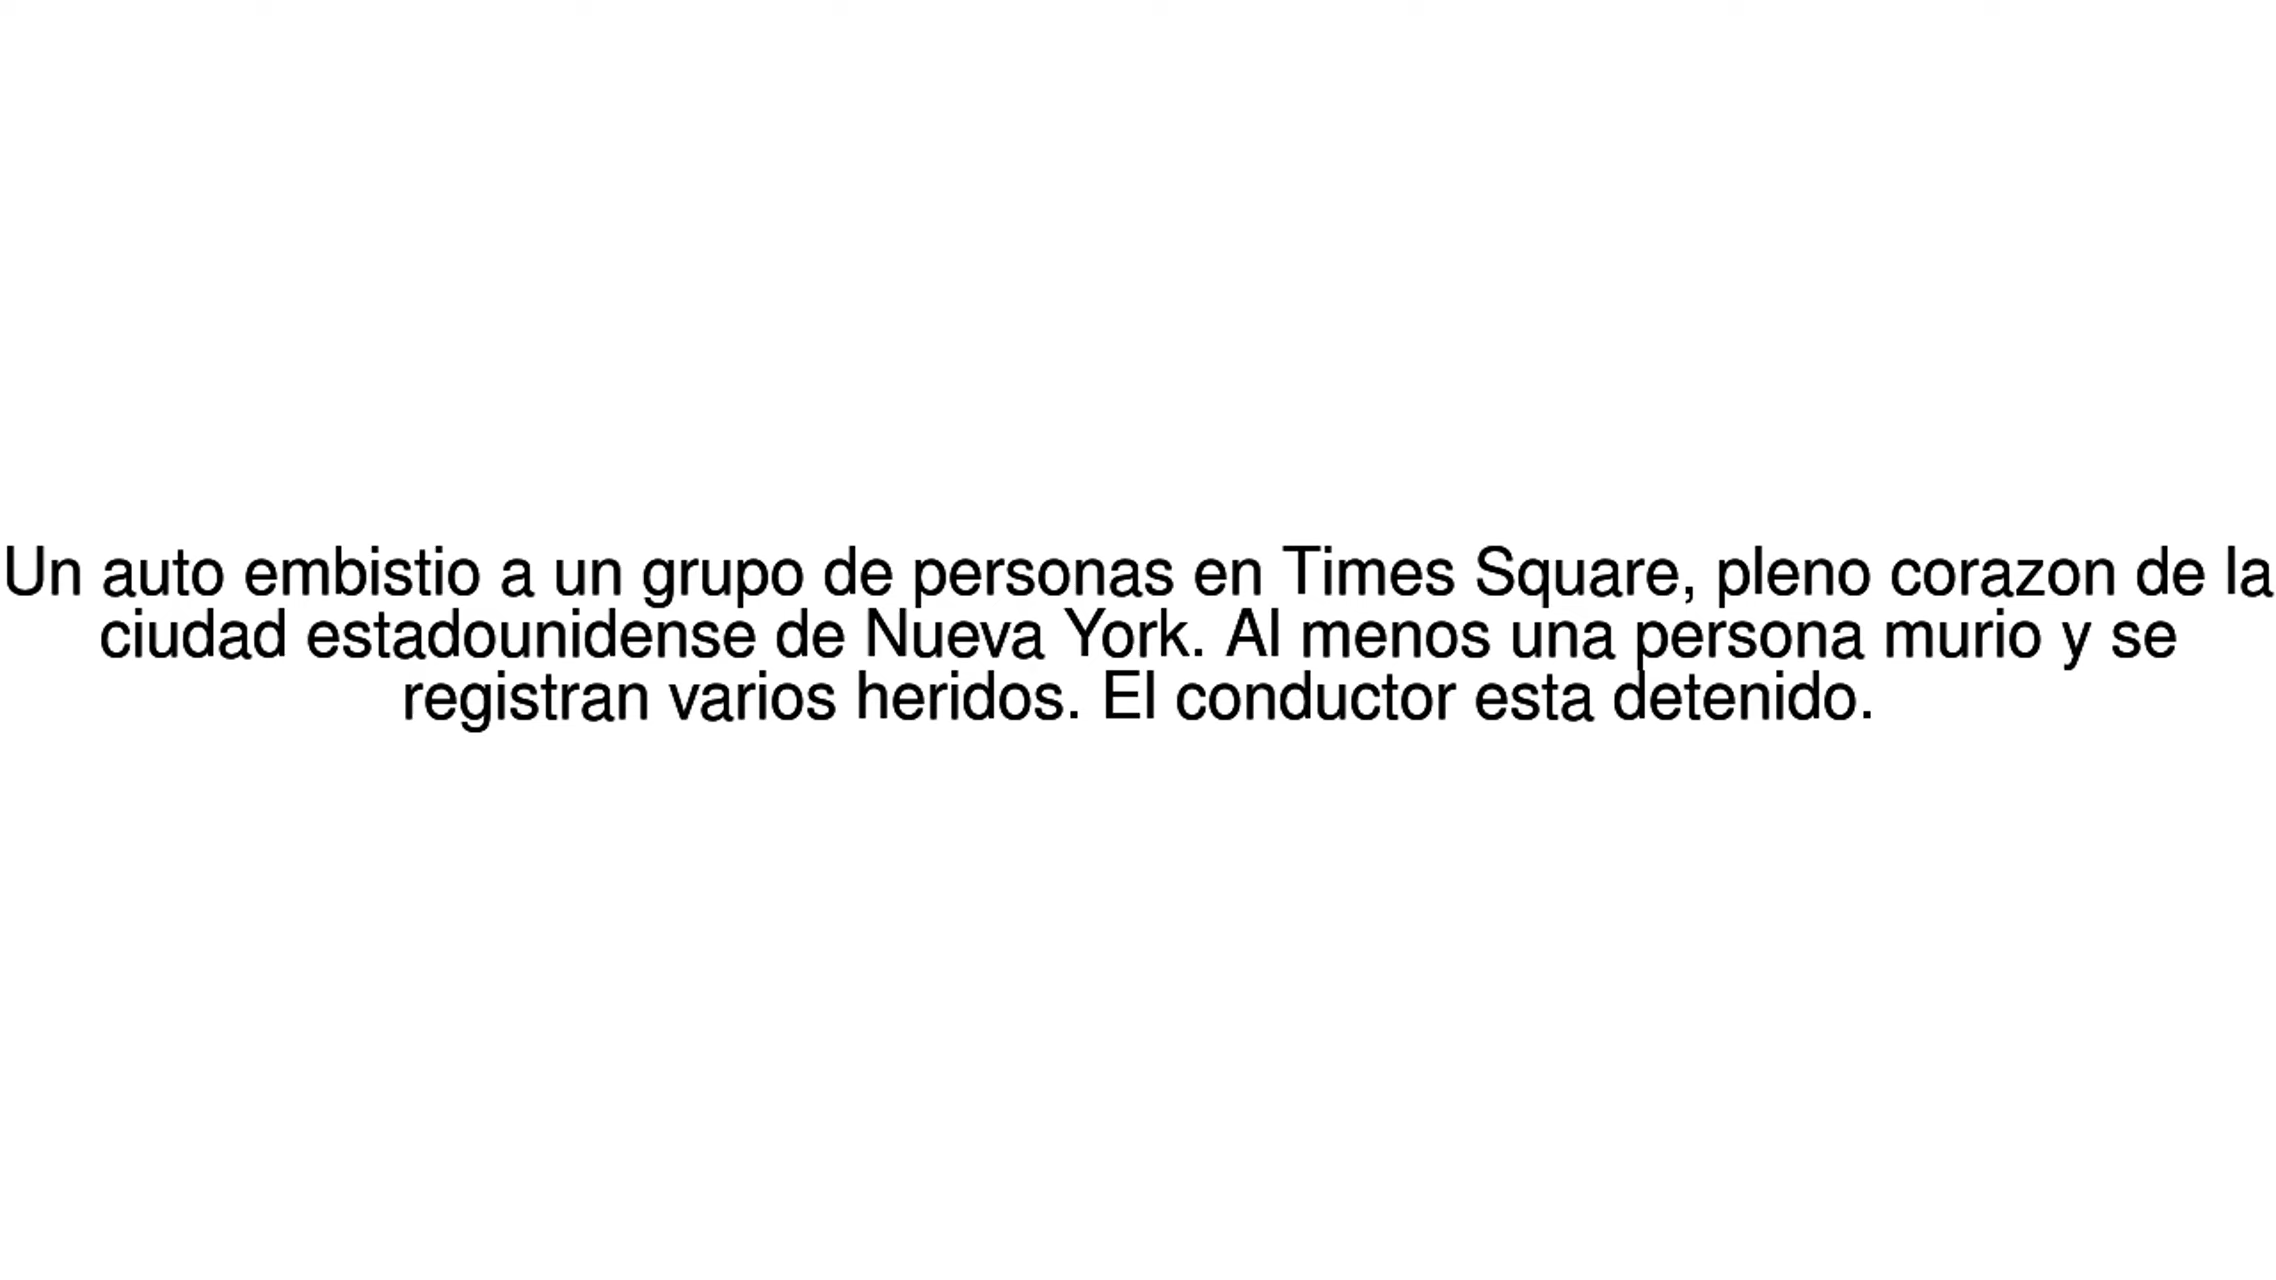 Un auto embistio a un grupo de personas en Times Square, pleno corazon de la
ciudad estadounidense de Nueva York. Al menos una persona murio y se
registran varios heridos. El conductor esta detenido.